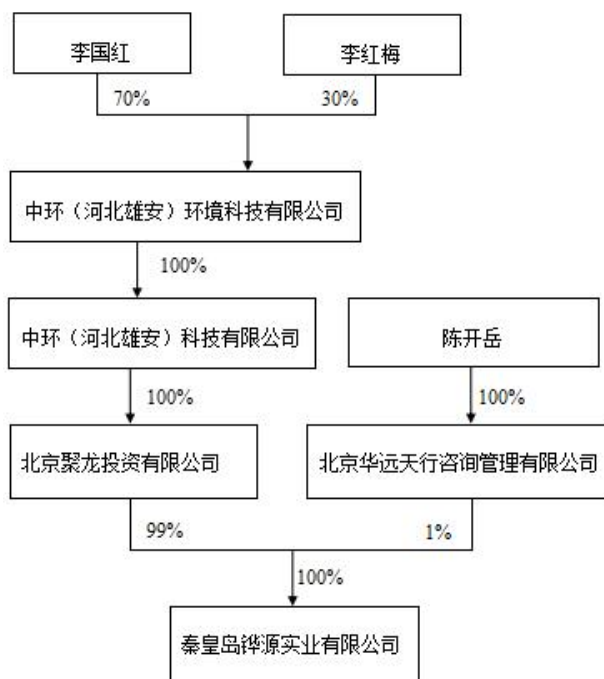 李国红
李红梅
70%
30%
中环（河北雄安）环境科技有限公司
100%
中环（河北雄安）科技有限公司
陈开岳
100%
100%
北京聚龙投资有限公司
北京华远天行咨询管理有限公司
99%
1%
100%
秦皇岛铧源实业有限公司